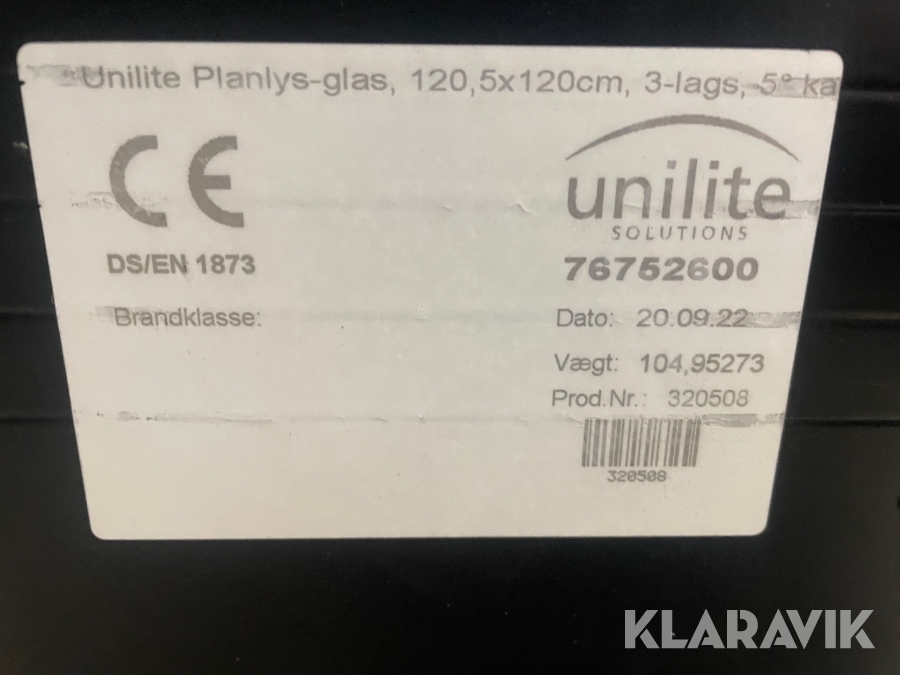 Unilite Planlys-glas, 120,5x120cm, 3-lags, 5° ka
CE
unilite
SOLUTIONS
DS/EN 1873
76752600
Brandklasse:
Dato: 20.09.22
Vægt: 104,95273
Prod.Nr.: 320508
320508
KLARAVIK